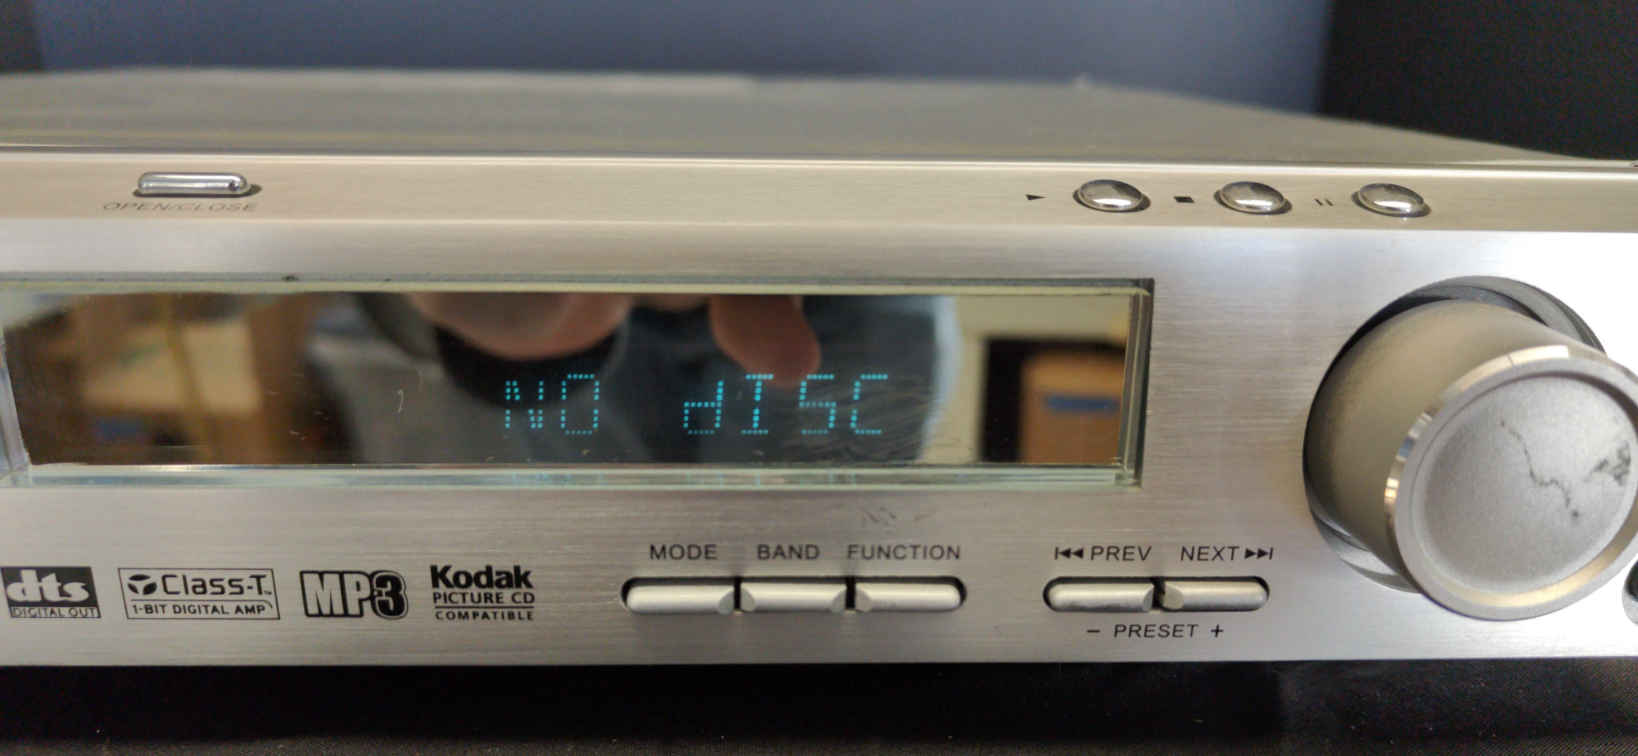 OPEN/CLOSE
NO dISC
MODE BAND FUNCTION
PREV NEXT
dts
DIGITAL OUT
Class-T™
1-BIT DIGITAL AMP
MP3
Kodak
PICTURE CD
COMPATIBLE
− PRESET +